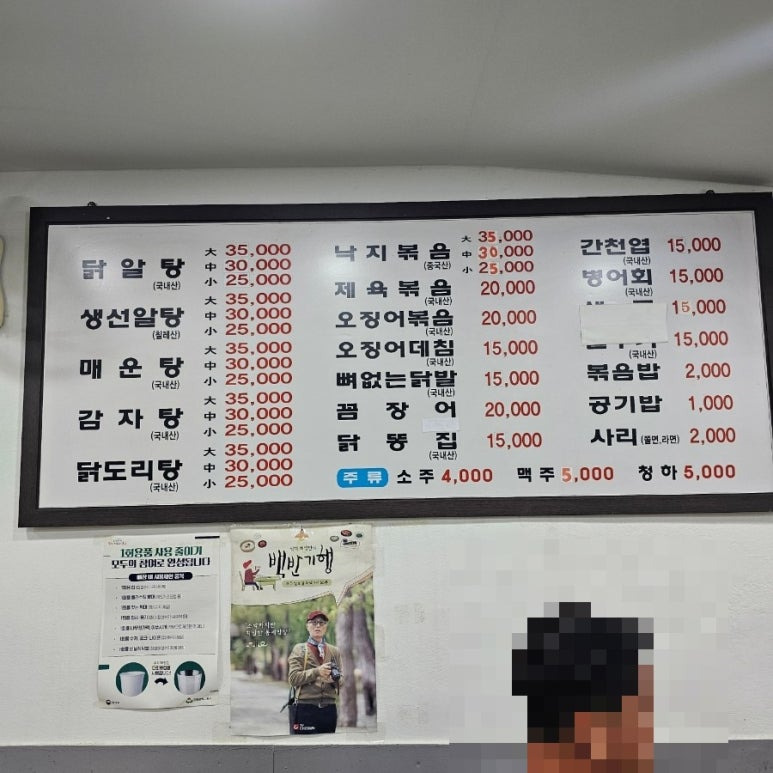 닭알탕 (국내산) 大 35,000 中 30,000 小 25,000
생선알탕 (칠레산) 大 35,000 中 30,000 小 25,000
매운탕 (국내산) 大 35,000 中 30,000 小 25,000
감자탕 (국내산) 大 35,000 中 30,000 小 25,000
닭도리탕 (국내산) 大 35,000 中 30,000 小 25,000
낙지볶음 (중국산) 大 35,000 中 30,000 小 25,000
제육볶음 (국내산) 20,000
오징어볶음 (국내산) 20,000
오징어데침 (국내산) 15,000
뼈없는닭발 (국내산) 15,000
꼼장어 20,000
닭똥집 (국내산) 15,000
간천엽 (국내산) 15,000
병어회 (국내산) 15,000
15,000
(국내산) 15,000
볶음밥 2,000
공기밥 1,000
사리 (쫄면,라면) 2,000
주류 소주 4,000 맥주 5,000 청하 5,000
1회용품 사용 줄이기
모두의 참여로 완성됩니다
백반기행